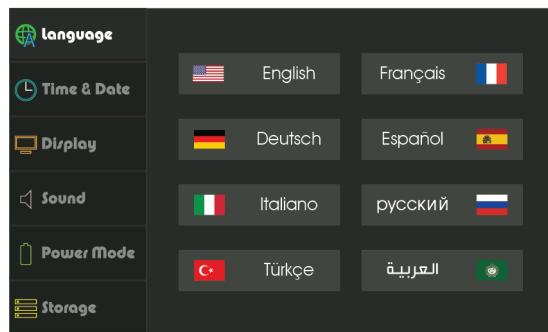 Language
Time & Date
Display
Sound
Power Mode
Storage
English
Français
Deutsch
Español
Italiano
русский
Türkçe
العربية